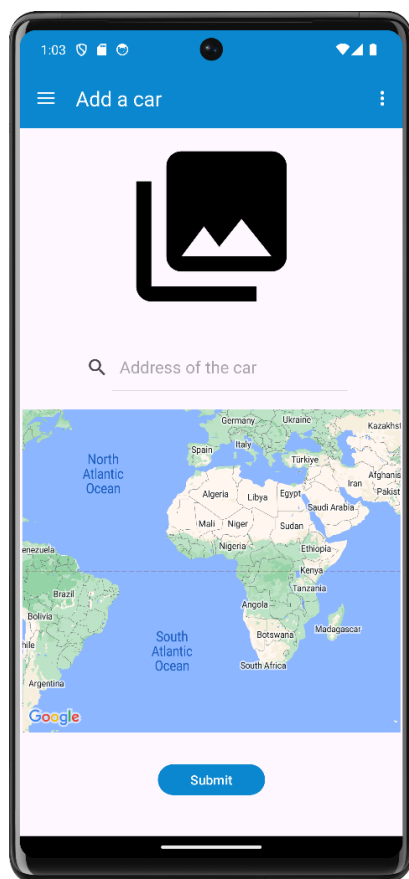 1:03
Add a car
Address of the car
Germany
Ukraine
Kazakhst
North
Atlantic
Ocean
Spain
Italy
Türkiye
Afghanis
Iran
Pakist
Algeria
Libya
Egypt
Saudi Arabia
Mali
Niger
Sudan
Nigeria
Ethiopia
enezuela
Kenya
Tanzania
Brazil
Angola
Bolivia
Botswana
Madagascar
hile
South
Atlantic
Ocean
South Africa
Argentina
Google
Submit